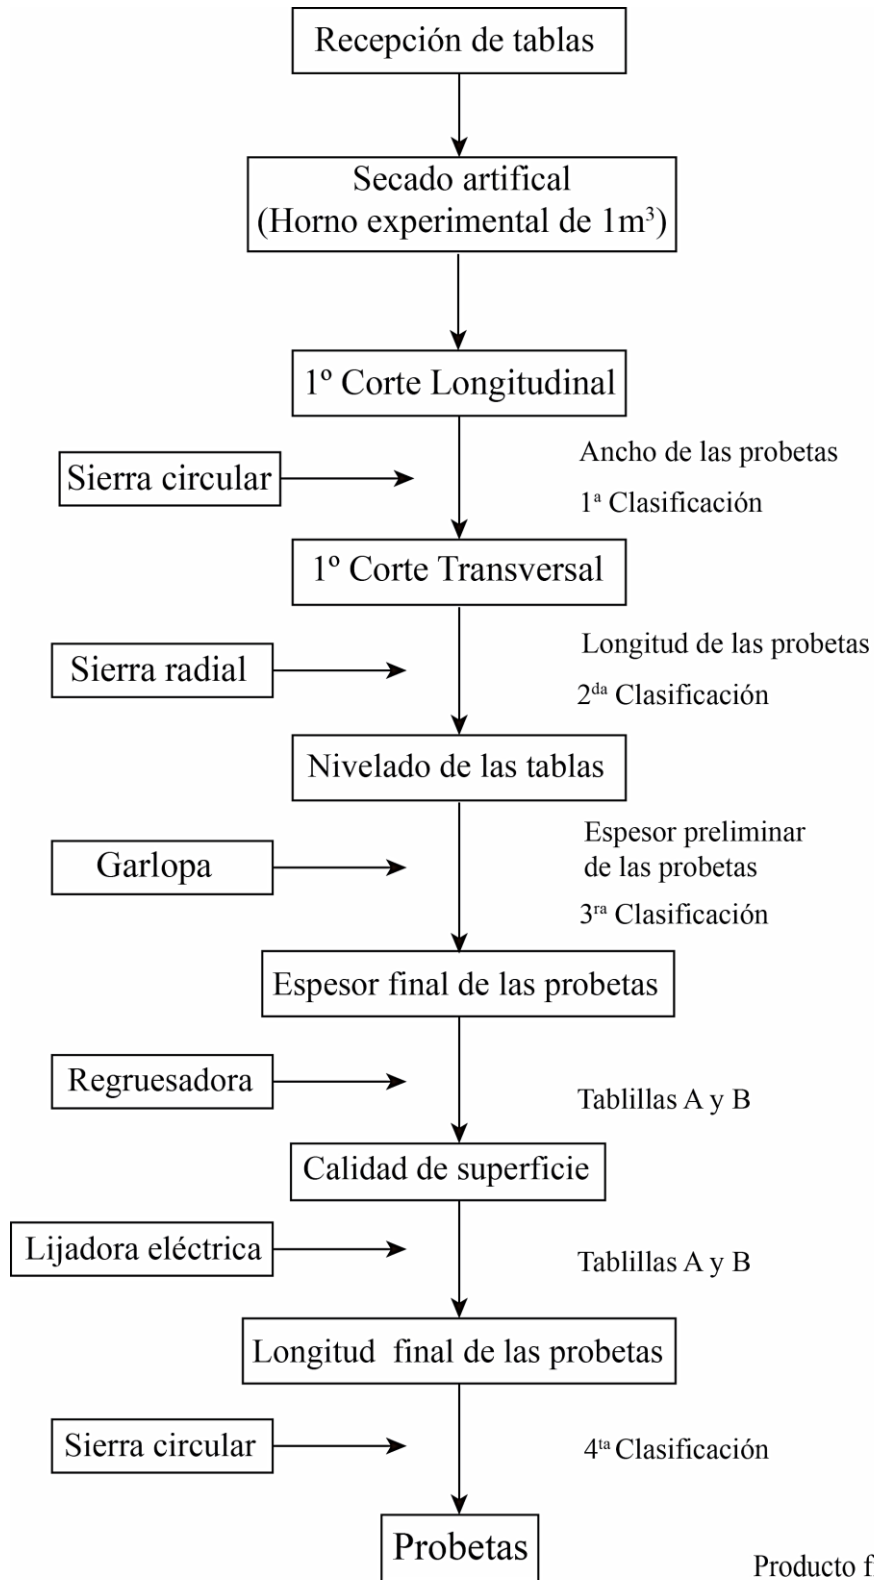 Recepción de tablas
Secado artifical
(Horno experimental de 1m³)
1º Corte Longitudinal
Sierra circular
Ancho de las probetas
1ª Clasificación
1º Corte Transversal
Sierra radial
Longitud de las probetas
2ᵈᵃ Clasificación
Nivelado de las tablas
Garlopa
Espesor preliminar
de las probetas
3ʳᵃ Clasificación
Espesor final de las probetas
Regruesadora
Tablillas A y B
Calidad de superficie
Lijadora eléctrica
Tablillas A y B
Longitud final de las probetas
Sierra circular
4ᵗᵃ Clasificación
Probetas
Producto